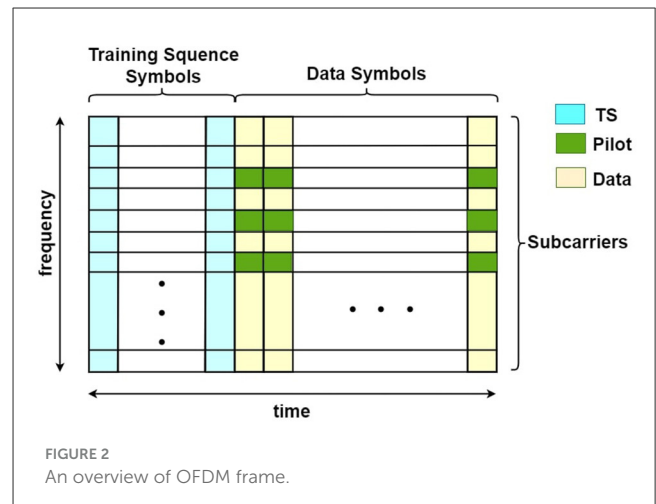 Training Squence
Symbols
Data Symbols
TS
Pilot
Data
frequency
Subcarriers
time
FIGURE 2
An overview of OFDM frame.